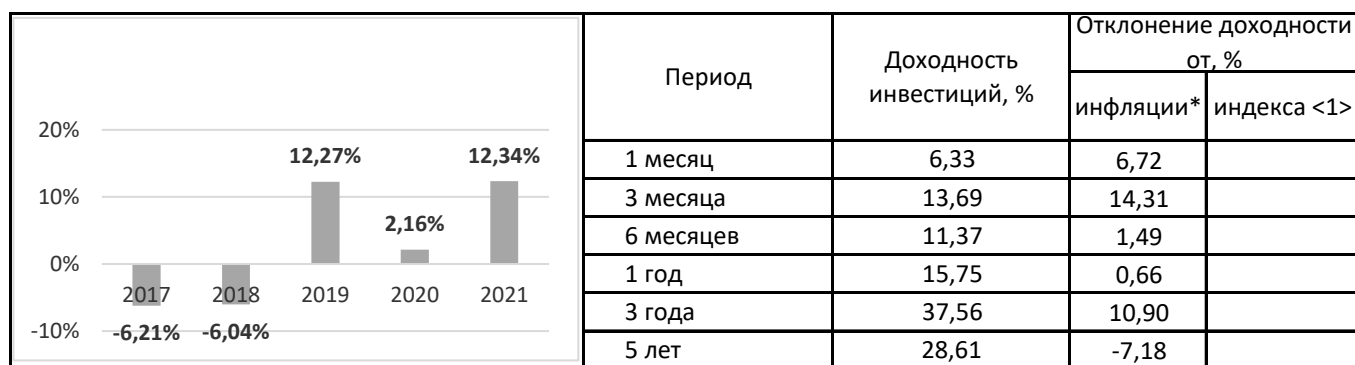 20%
10%
0%
-10%
12,27%
12,34%
2,16%
2017 2018 2019 2020 2021
-6,21% -6,04%
Период
Доходность
инвестиций, %
Отклонение доходности
от, %
инфляции* индекса <1>
1 месяц 6,33 6,72
3 месяца 13,69 14,31
6 месяцев 11,37 1,49
1 год 15,75 0,66
3 года 37,56 10,90
5 лет 28,61 -7,18